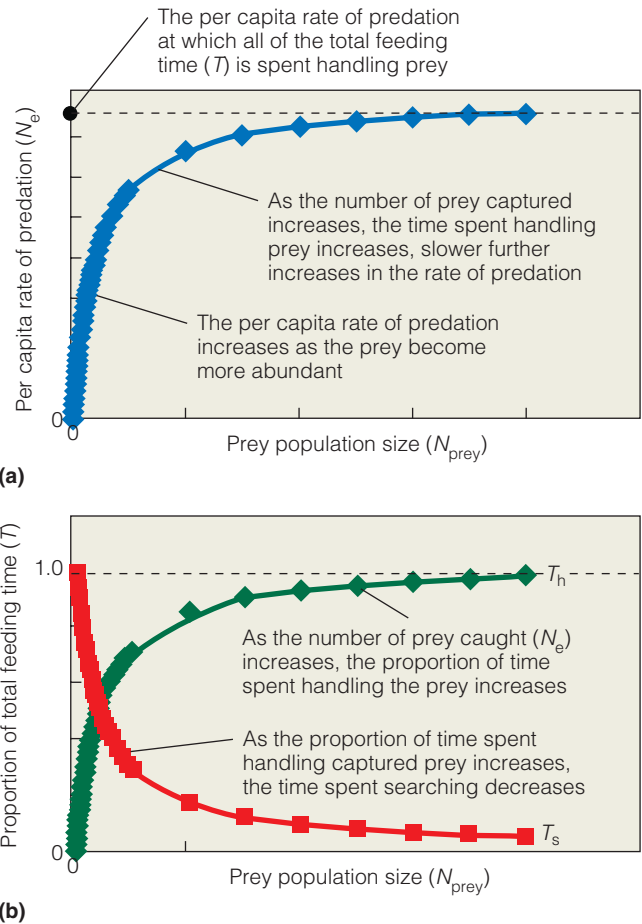 The per capita rate of predation
at which all of the total feeding
time (T) is spent handling prey
Per capita rate of predation (Ne)
As the number of prey captured
increases, the time spent handling
prey increases, slower further
increases in the rate of predation
The per capita rate of predation
increases as the prey become
more abundant
0
0
Prey population size (Nprey)
(a)
Proportion of total feeding time (T)
1.0
Th
As the number of prey caught (Ne)
increases, the proportion of time
spent handling the prey increases
As the proportion of time spent
handling captured prey increases,
the time spent searching decreases
Ts
0
0
Prey population size (Nprey)
(b)